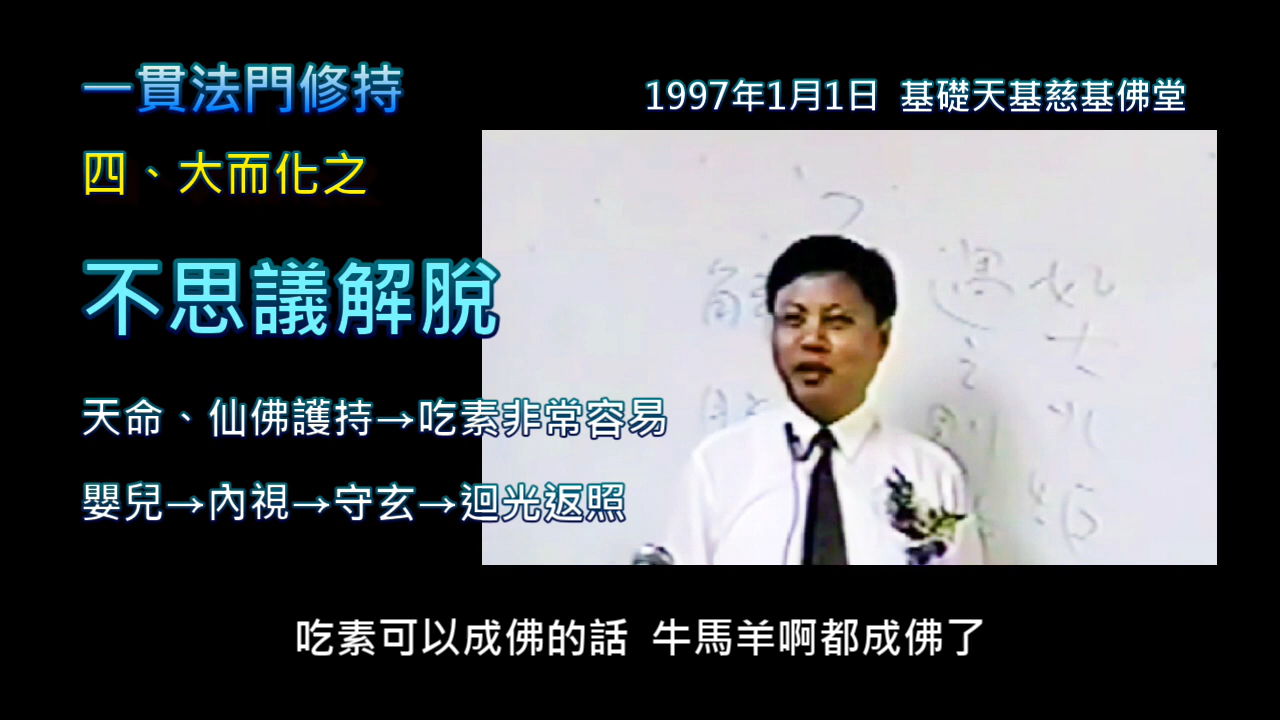 一貫法門修持
1997年1月1日 基礎天基慈基佛堂
四、大而化之
不思議解脫
天命、仙佛護持→吃素非常容易
嬰兒→內視→守玄→迴光返照
吃素可以成佛的話 牛馬羊啊都成佛了